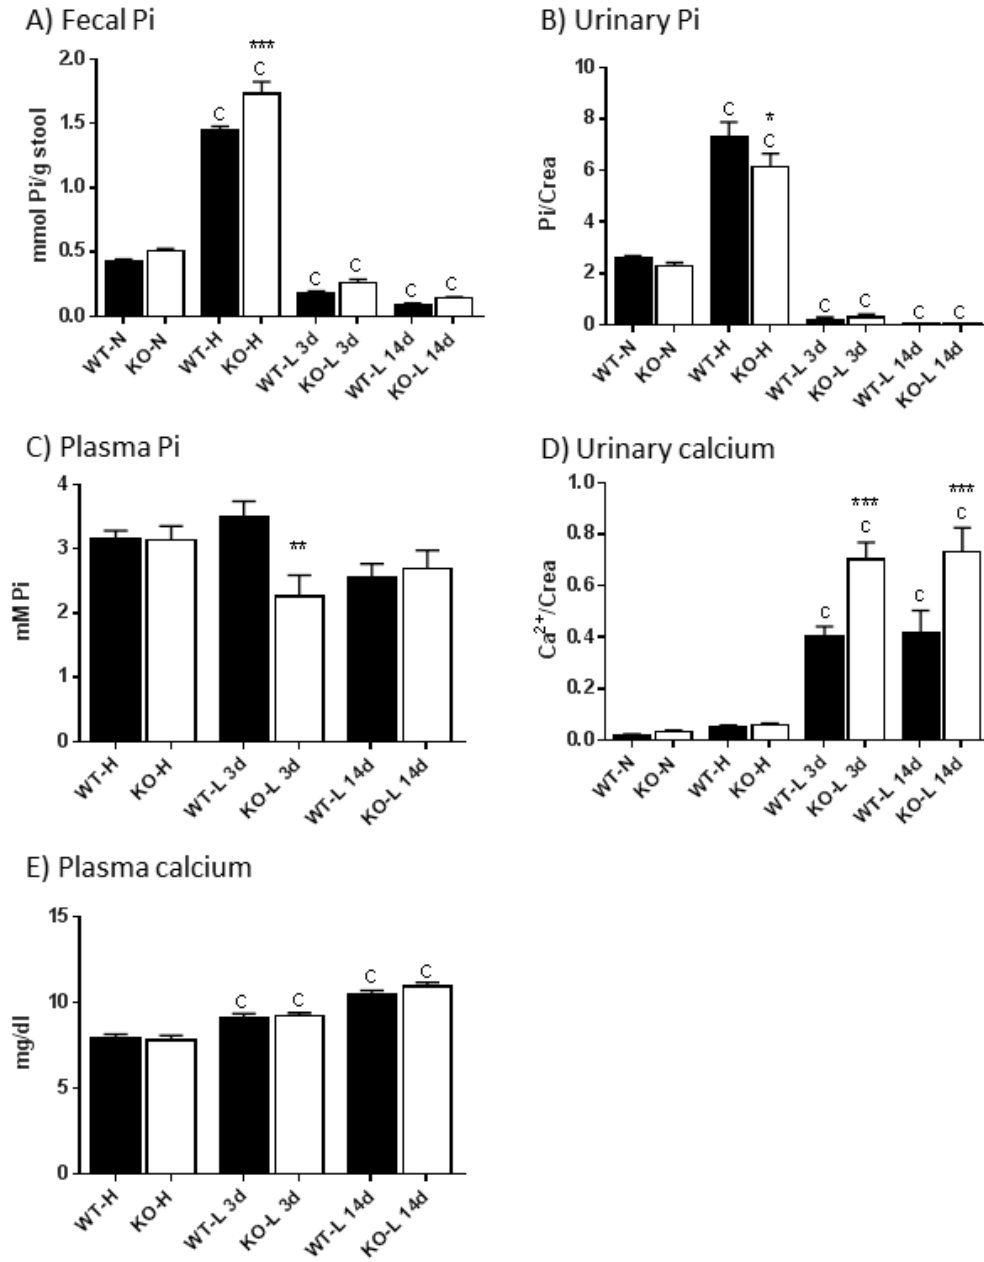 A) Fecal Pi
***
C
C
C
C
C
C
2.0
1.5
1.0
0.5
0.0
mmol Pi/g stool
WT-N
KO-N
WT-H
KO-H
WT-L 3d
KO-L 3d
WT-L 14d
KO-L 14d
B) Urinary Pi
*
C
C
C
C
C
C
10
8
6
4
2
0
Pi/Crea
WT-N
KO-N
WT-H
KO-H
WT-L 3d
KO-L 3d
WT-L 14d
KO-L 14d
C) Plasma Pi
**
4
3
2
1
0
mM Pi
WT-H
KO-H
WT-L 3d
KO-L 3d
WT-L 14d
KO-L 14d
D) Urinary calcium
***
***
C
C
C
C
1.0
0.8
0.6
0.4
0.2
0.0
Ca²⁺/Crea
WT-N
KO-N
WT-H
KO-H
WT-L 3d
KO-L 3d
WT-L 14d
KO-L 14d
E) Plasma calcium
C
C
C
C
15
10
5
0
mg/dl
WT-H
KO-H
WT-L 3d
KO-L 3d
WT-L 14d
KO-L 14d